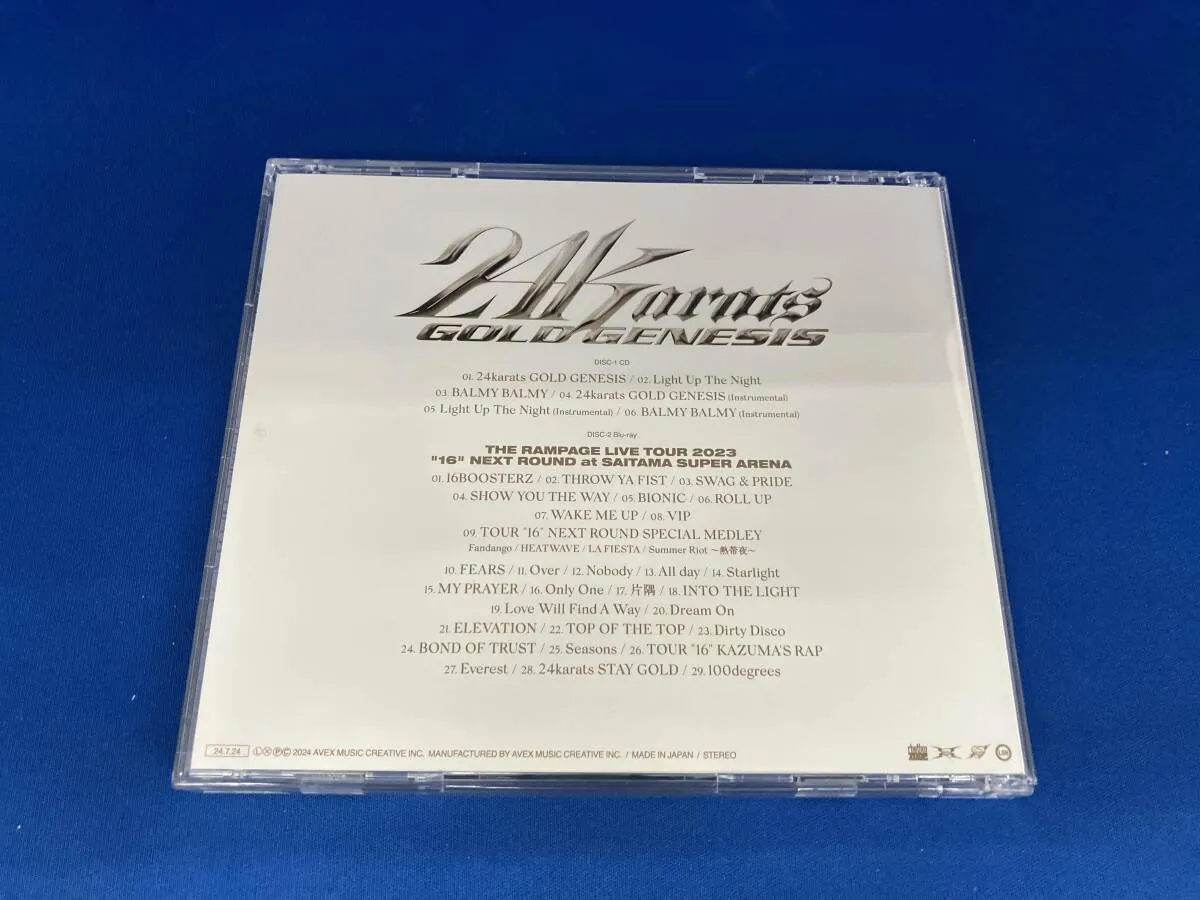 24karats
GOLD GENESIS
DISC-1 CD
01. 24karats GOLD GENESIS / 02. Light Up The Night
03. BALMY BALMY / 04. 24karats GOLD GENESIS (Instrumental)
05. Light Up The Night (Instrumental) / 06. BALMY BALMY (Instrumental)
DISC-2 Blu-ray
THE RAMPAGE LIVE TOUR 2023
"16" NEXT ROUND at SAITAMA SUPER ARENA
01. 16BOOSTERZ / 02. THROW YA FIST / 03. SWAG & PRIDE
04. SHOW YOU THE WAY / 05. BIONIC / 06. ROLL UP
07. WAKE ME UP / 08. VIP
09. TOUR "16" NEXT ROUND SPECIAL MEDLEY
Fandango / HEATWAVE / LA FIESTA / Summer Riot ～熱帯夜～
10. FEARS / 11. Over / 12. Nobody / 13. All day / 14. Starlight
15. MY PRAYER / 16. Only One / 17. 片隅 / 18. INTO THE LIGHT
19. Love Will Find A Way / 20. Dream On
21. ELEVATION / 22. TOP OF THE TOP / 23. Dirty Disco
24. BOND OF TRUST / 25. Seasons / 26. TOUR "16" KAZUMA'S RAP
27. Everest / 28. 24karats STAY GOLD / 29. 100degrees
24.7.24 Ⓛ Ⓧ Ⓟ Ⓒ 2024 AVEX MUSIC CREATIVE INC. MANUFACTURED BY AVEX MUSIC CREATIVE INC. / MADE IN JAPAN / STEREO